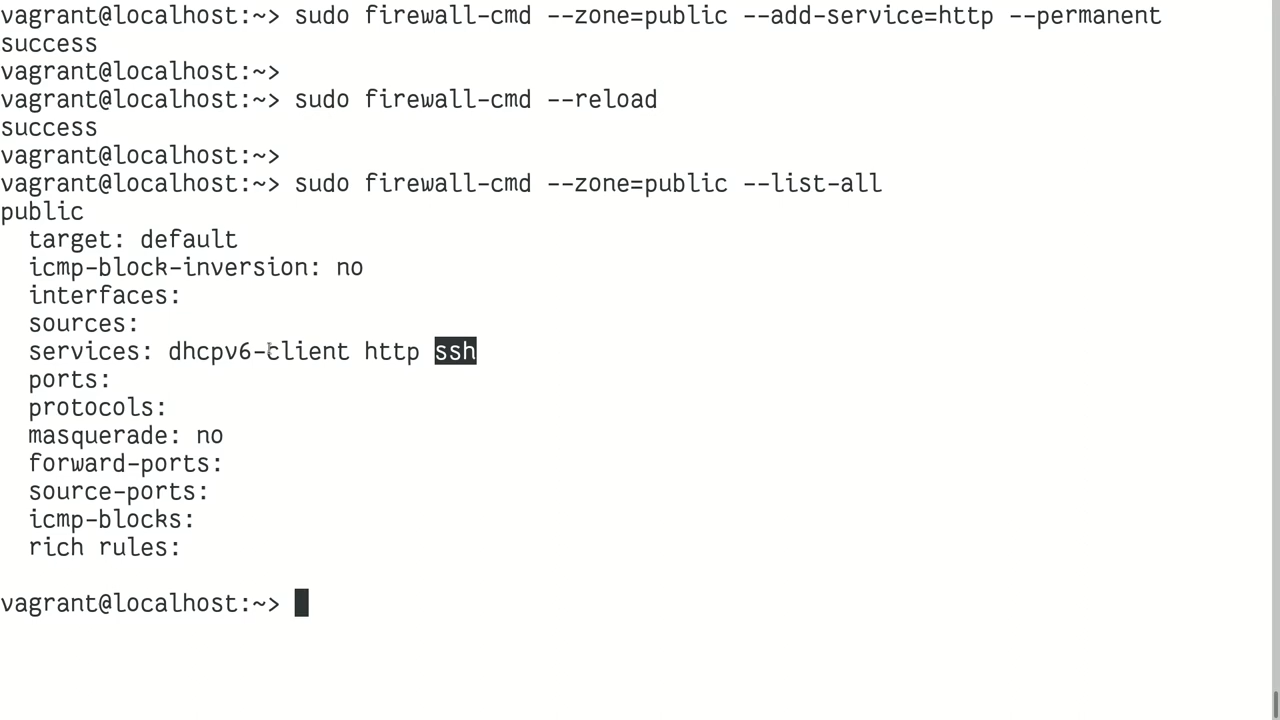 vagrant@localhost:~> sudo firewall-cmd --zone=public --add-service=http --permanent
success
vagrant@localhost:~>
vagrant@localhost:~> sudo firewall-cmd --reload
success
vagrant@localhost:~>
vagrant@localhost:~> sudo firewall-cmd --zone=public --list-all
public
  target: default
  icmp-block-inversion: no
  interfaces:
  sources:
  services: dhcpv6-client http ssh
  ports:
  protocols:
  masquerade: no
  forward-ports:
  source-ports:
  icmp-blocks:
  rich rules:

vagrant@localhost:~>